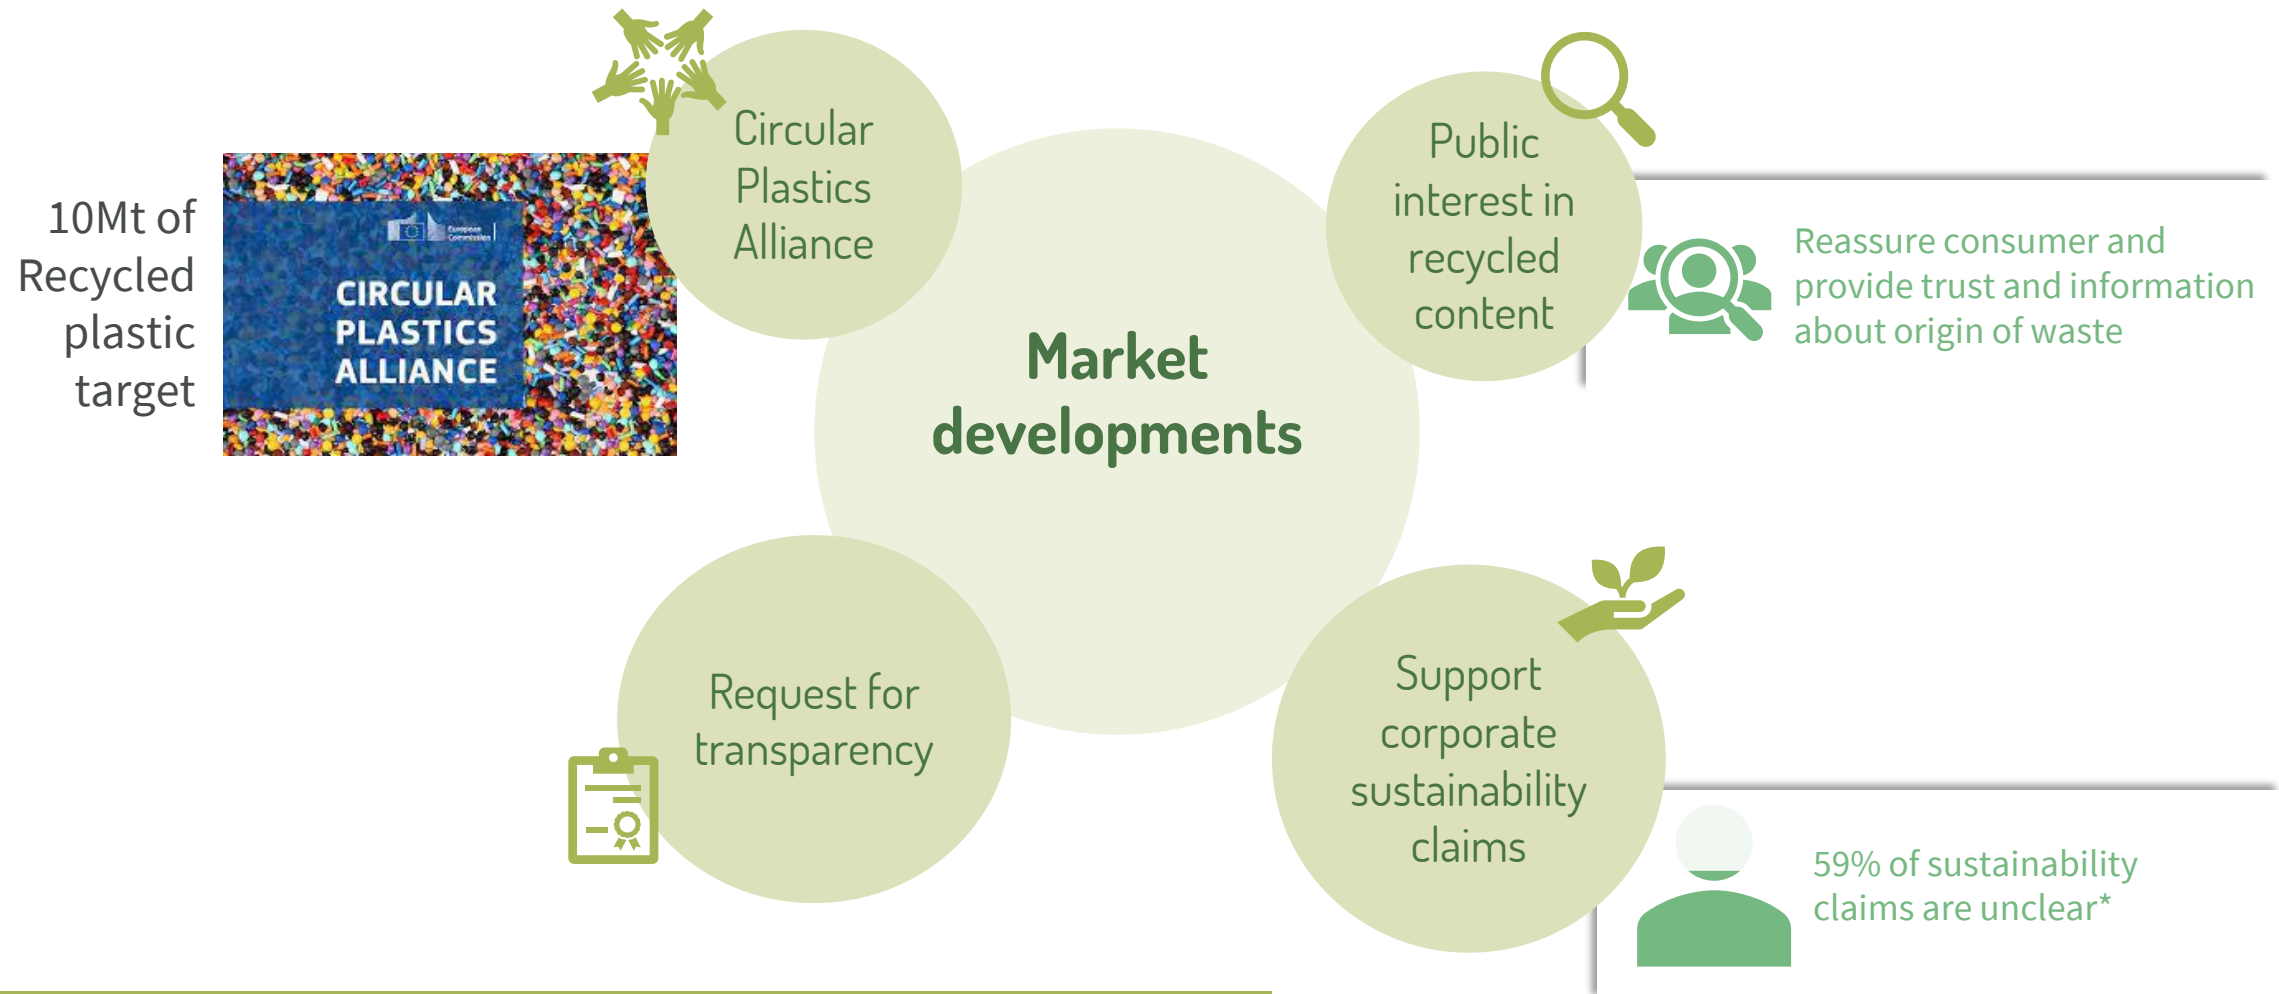 10Mt of
Recycled
plastic
target
European
Commission
CIRCULAR
PLASTICS
ALLIANCE
Circular
Plastics
Alliance
Market
developments
Public
interest in
recycled
content
Reassure consumer and
provide trust and information
about origin of waste
Request for
transparency
Support
corporate
sustainability
claims
59% of sustainability
claims are unclear*